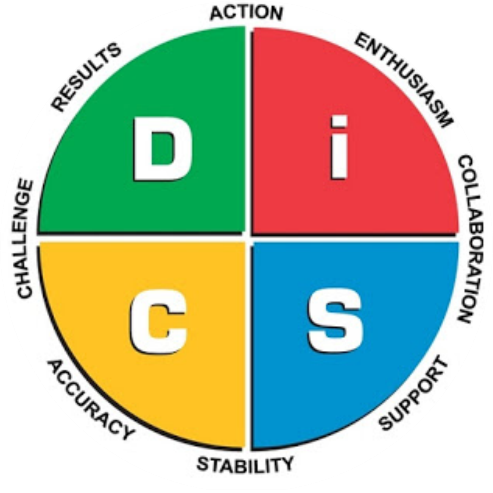 ACTION
RESULTS
ENTHUSIASM
D
i
CHALLENGE
COLLABORATION
C
S
ACCURACY
SUPPORT
STABILITY